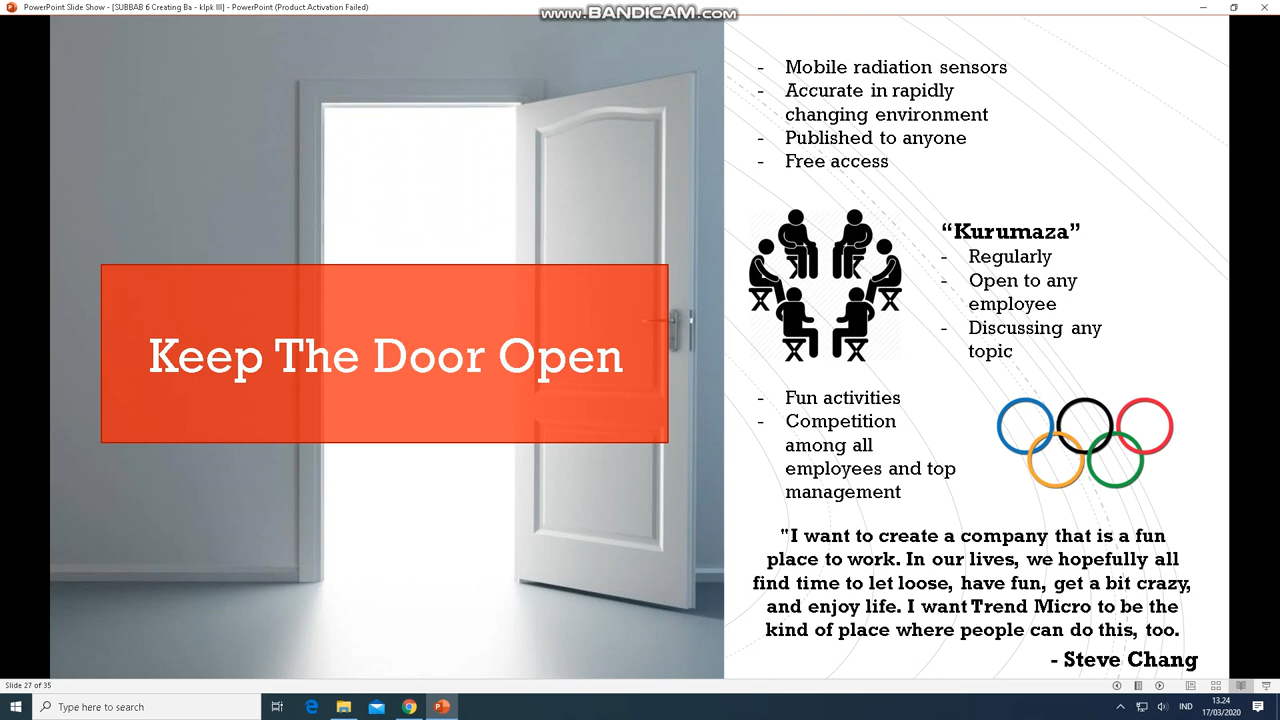 PowerPoint Slide Show - [SUBBAB 6 Creating Ba - klpk III] - PowerPoint (Product Activation Failed)
www.BANDICAM.com
- Mobile radiation sensors
- Accurate in rapidly
changing environment
- Published to anyone
- Free access
“Kurumaza”
- Regularly
- Open to any
employee
- Discussing any
topic
Keep The Door Open
- Fun activities
- Competition
among all
employees and top
management
"I want to create a company that is a fun
place to work. In our lives, we hopefully all
find time to let loose, have fun, get a bit crazy,
and enjoy life. I want Trend Micro to be the
kind of place where people can do this, too.
- Steve Chang
Slide 27 of 35
Type here to search
IND
13.24
17/03/2020